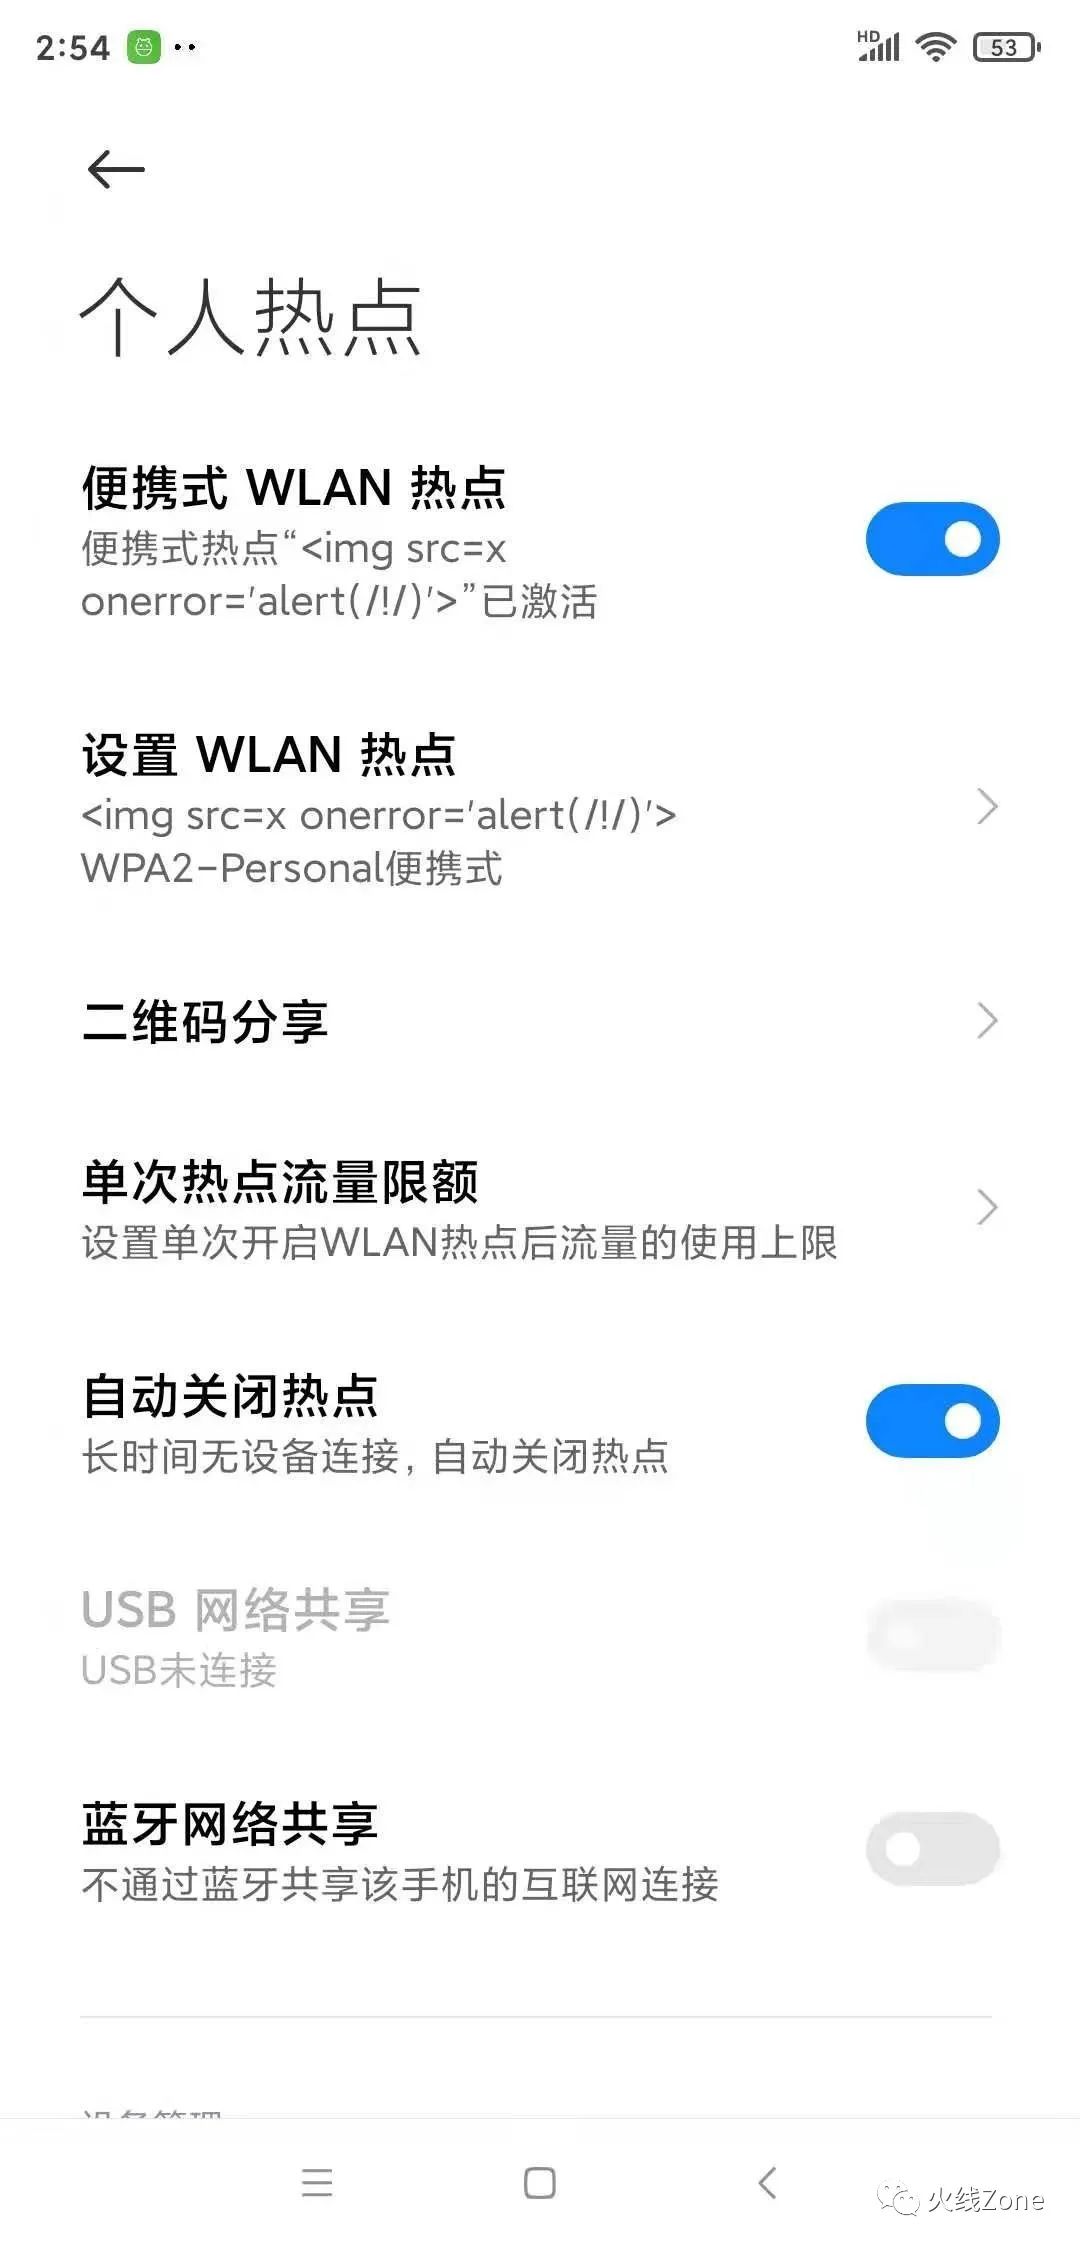 2:54
HD
53
个人热点
便携式 WLAN 热点
便携式热点“<img src=x
onerror='alert(/!/)'>”已激活
设置 WLAN 热点
<img src=x onerror='alert(/!/)'>
WPA2-Personal便携式
二维码分享
单次热点流量限额
设置单次开启WLAN热点后流量的使用上限
自动关闭热点
长时间无设备连接，自动关闭热点
USB 网络共享
USB未连接
蓝牙网络共享
不通过蓝牙共享该手机的互联网连接
火线Zone